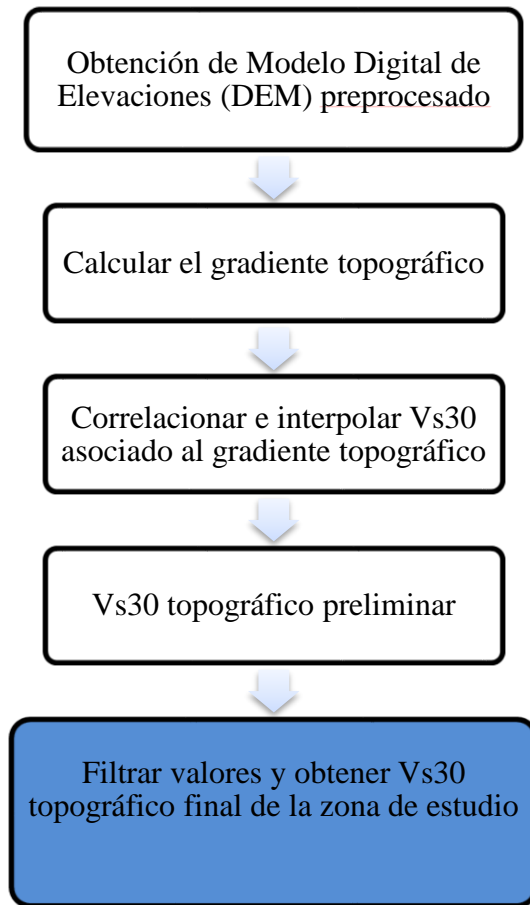 Obtención de Modelo Digital de
Elevaciones (DEM) preprocesado
Calcular el gradiente topográfico
Correlacionar e interpolar Vs30
asociado al gradiente topográfico
Vs30 topográfico preliminar
Filtrar valores y obtener Vs30
topográfico final de la zona de estudio